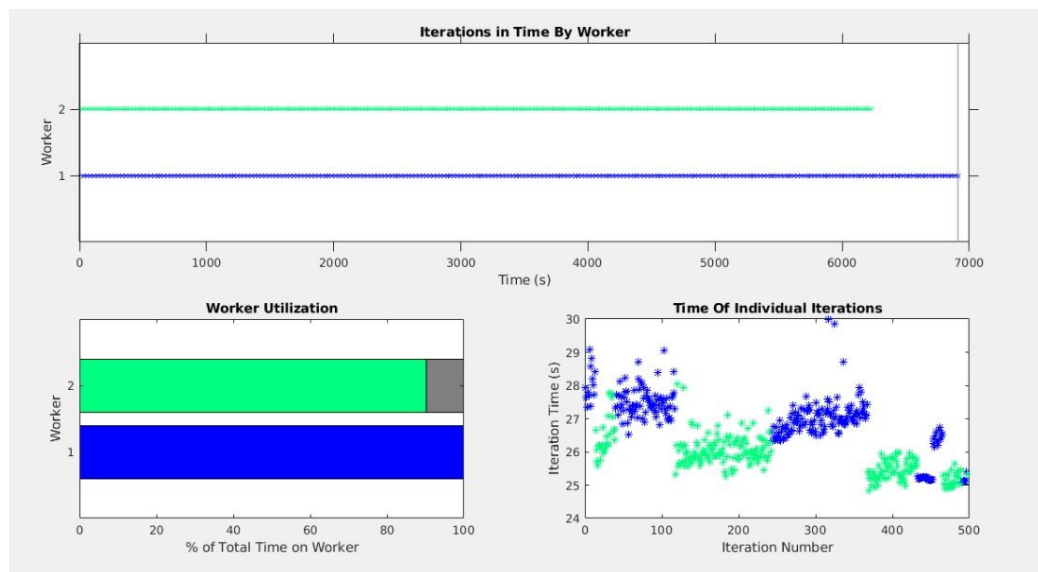 Iterations in Time By Worker
Worker
2
1
0 1000 2000 3000 4000 5000 6000 7000
Time (s)
Worker Utilization
Worker
2
1
0 20 40 60 80 100
% of Total Time on Worker
Time Of Individual Iterations
Iteration Time (s)
30
29
28
27
26
25
24
0 100 200 300 400 500
Iteration Number